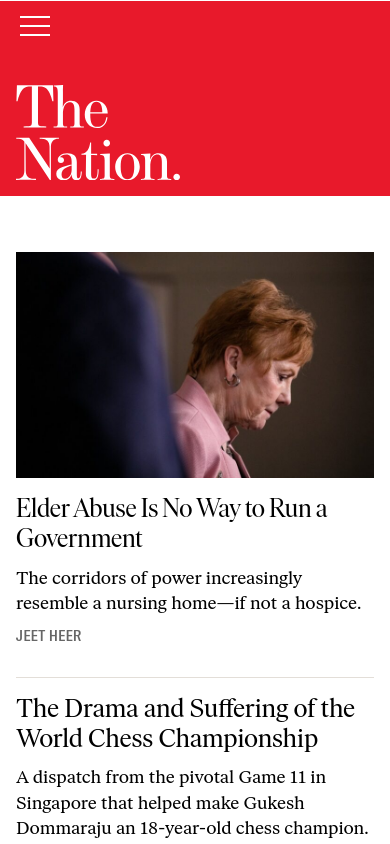 The
Nation.
Elder Abuse Is No Way to Run a
Government
The corridors of power increasingly
resemble a nursing home—if not a hospice.
JEET HEER
The Drama and Suffering of the
World Chess Championship
A dispatch from the pivotal Game 11 in
Singapore that helped make Gukesh
Dommaraju an 18-year-old chess champion.